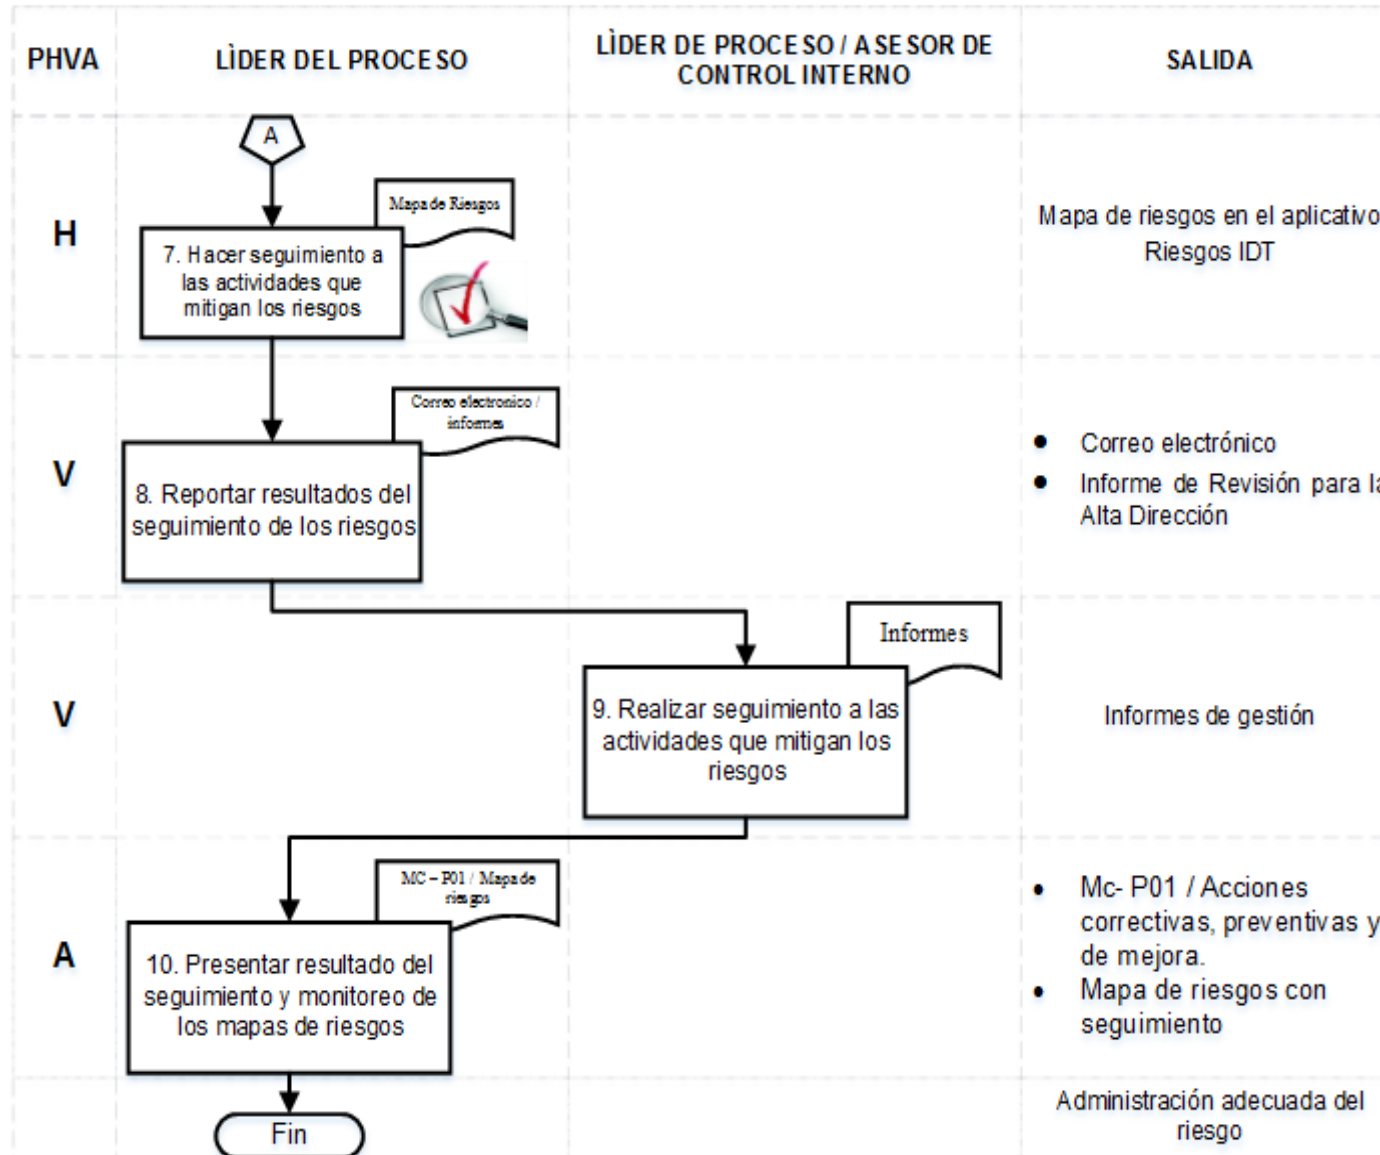 PHVA
LÌDER DEL PROCESO
LÌDER DE PROCESO / ASESOR DE
CONTROL INTERNO
SALIDA
A
H
Mapa de Riesgos
7. Hacer seguimiento a
las actividades que
mitigan los riesgos
Mapa de riesgos en el aplicativo
Riesgos IDT
V
Correo electronico /
informes
8. Reportar resultados del
seguimiento de los riesgos
● Correo electrónico
● Informe de Revisión para la
Alta Dirección
V
Informes
9. Realizar seguimiento a las
actividades que mitigan los
riesgos
Informes de gestión
A
MC – P01 / Mapa de
riesgos
10. Presentar resultado del
seguimiento y monitoreo de
los mapas de riesgos
● Mc- P01 / Acciones
correctivas, preventivas y
de mejora.
● Mapa de riesgos con
seguimiento
Fin
Administración adecuada del
riesgo